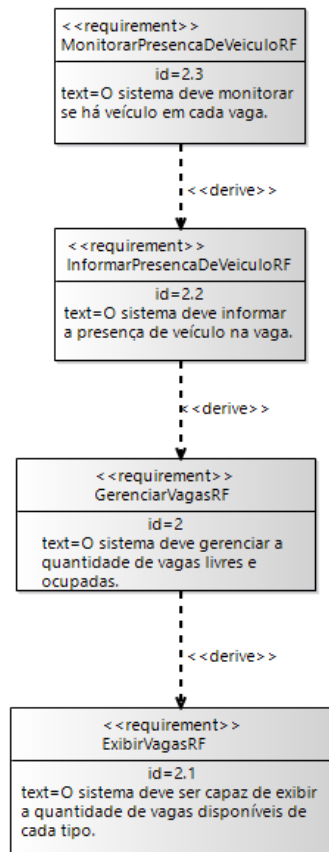 <<requirement>>
MonitorarPresencaDeVeiculoRF
id=2.3
text=O sistema deve monitorar
se há veículo em cada vaga.
<<derive>>
<<requirement>>
InformarPresencaDeVeiculoRF
id=2.2
text=O sistema deve informar
a presença de veículo na vaga.
<<derive>>
<<requirement>>
GerenciarVagasRF
id=2
text=O sistema deve gerenciar a
quantidade de vagas livres e
ocupadas.
<<derive>>
<<requirement>>
ExibirVagasRF
id=2.1
text=O sistema deve ser capaz de exibir
a quantidade de vagas disponíveis de
cada tipo.